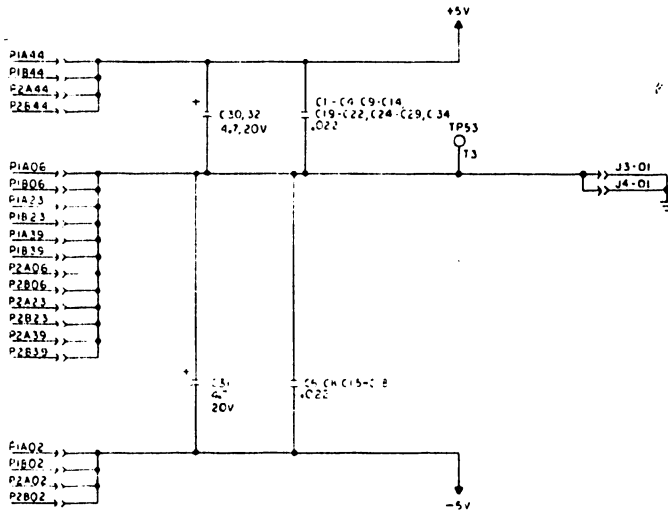 +5V
P1A44
P1B44
P2A44
P2B44
+
C30,32
4.7, 20V
C1-C4, C9-C14,
C19-C22, C24-C29, C34
.022
TP53
T3
P1A06
P1B06
P1A23
P1B23
P1A39
P1B39
P2A06
P2B06
P2A23
P2B23
P2A39
P2B39
J3-01
J4-01
+
20V
.022
P1A02
P1B02
P2A02
P2B02
-5V